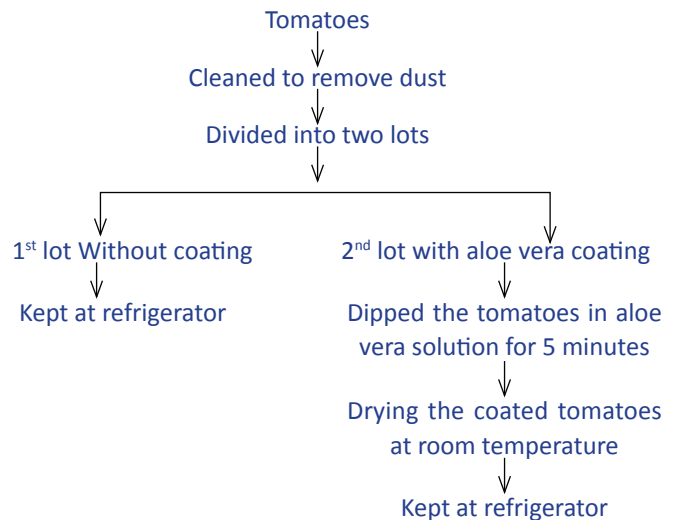 Tomatoes
Cleaned to remove dust
Divided into two lots
1st lot Without coating
2nd lot with aloe vera coating
Kept at refrigerator
Dipped the tomatoes in aloe
vera solution for 5 minutes
Drying the coated tomatoes
at room temperature
Kept at refrigerator